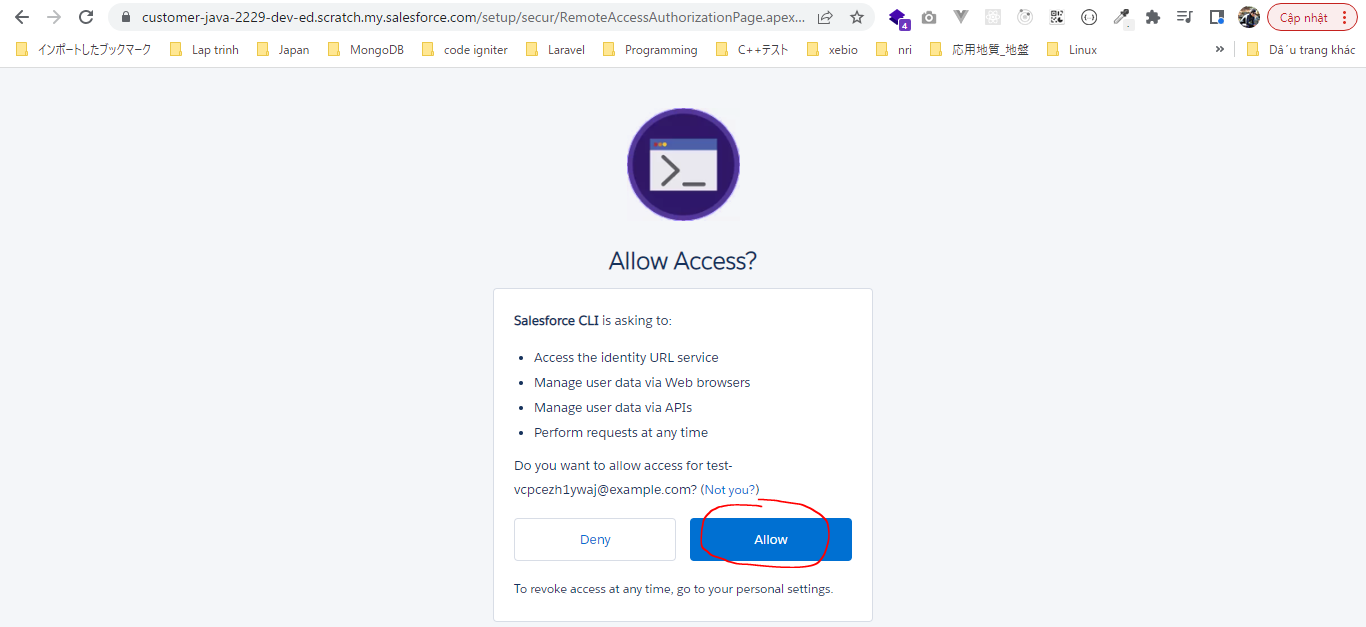 customer-java-2229-dev-ed.scratch.my.salesforce.com/setup/secur/RemoteAccessAuthorizationPage.apex...
4
Cập nhật
インポートしたブックマーク Lap trinh Japan MongoDB code igniter Laravel Programming C++テスト xebio nri 応用地質_地盤 Linux » Dấu trang khác
Allow Access?
Salesforce CLI is asking to:
• Access the identity URL service
• Manage user data via Web browsers
• Manage user data via APIs
• Perform requests at any time
Do you want to allow access for test-
vcpcezh1ywaj@example.com? (Not you?)
Deny Allow
To revoke access at any time, go to your personal settings.